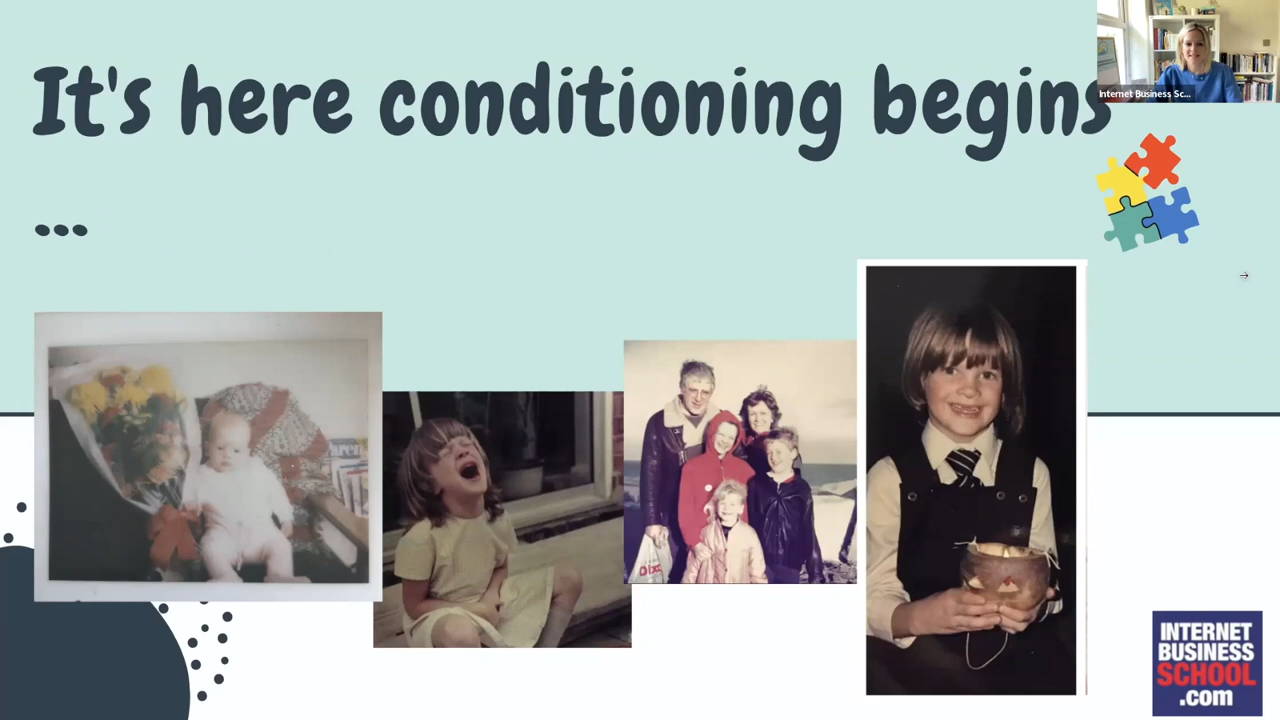 It's here conditioning begins
...
Internet Business Sc...
INTERNET
BUSINESS
SCHOOL
.com